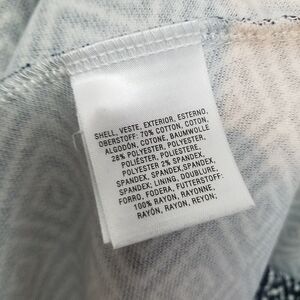 SHELL, VESTE, EXTERIOR, ESTERNO,
OBERSTOFF: 70% COTTON, COTON,
ALGODÓN, COTONE, BAUMWOLLE
28% POLYESTER, POLYESTER,
POLIÉSTER, POLIESTERE,
POLYESTER 2% SPANDEX,
SPANDEX, SPANDEX, SPANDEX,
SPANDEX; LINING, DOUBLURE,
FORRO, FODERA, FUTTERSTOFF:
100% RAYON, RAYONNE,
RAYÓN, RAYON, REYON;